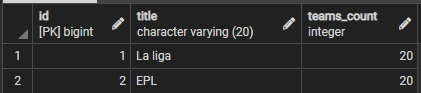 id title teams_count
[PK] bigint character varying (20) integer
1 1 La liga 20
2 2 EPL 20